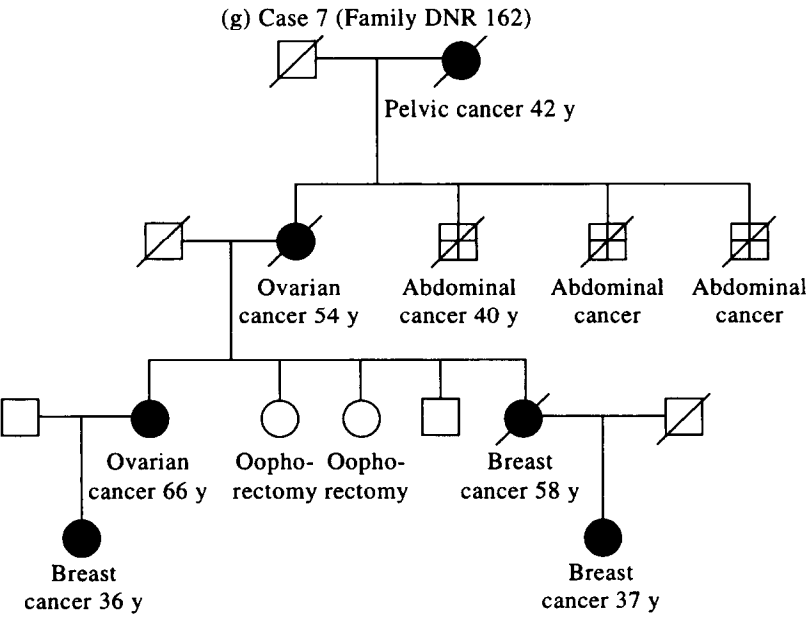 (g) Case 7 (Family DNR 162)
Pelvic cancer 42 y
Ovarian
cancer 54 y
Abdominal
cancer 40 y
Abdominal
cancer
Abdominal
cancer
Ovarian
cancer 66 y
Oopho-
rectomy
Oopho-
rectomy
Breast
cancer 58 y
Breast
cancer 36 y
Breast
cancer 37 y